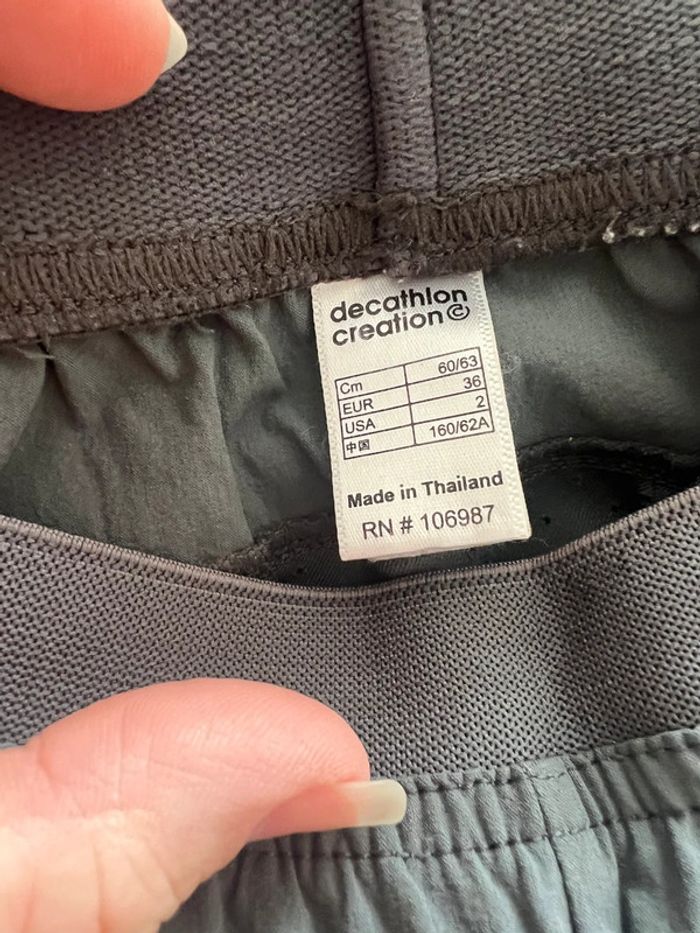 decathlon
creation ©
Cm 60/63
EUR 36
USA 2
中国 160/62A
Made in Thailand
RN # 106987